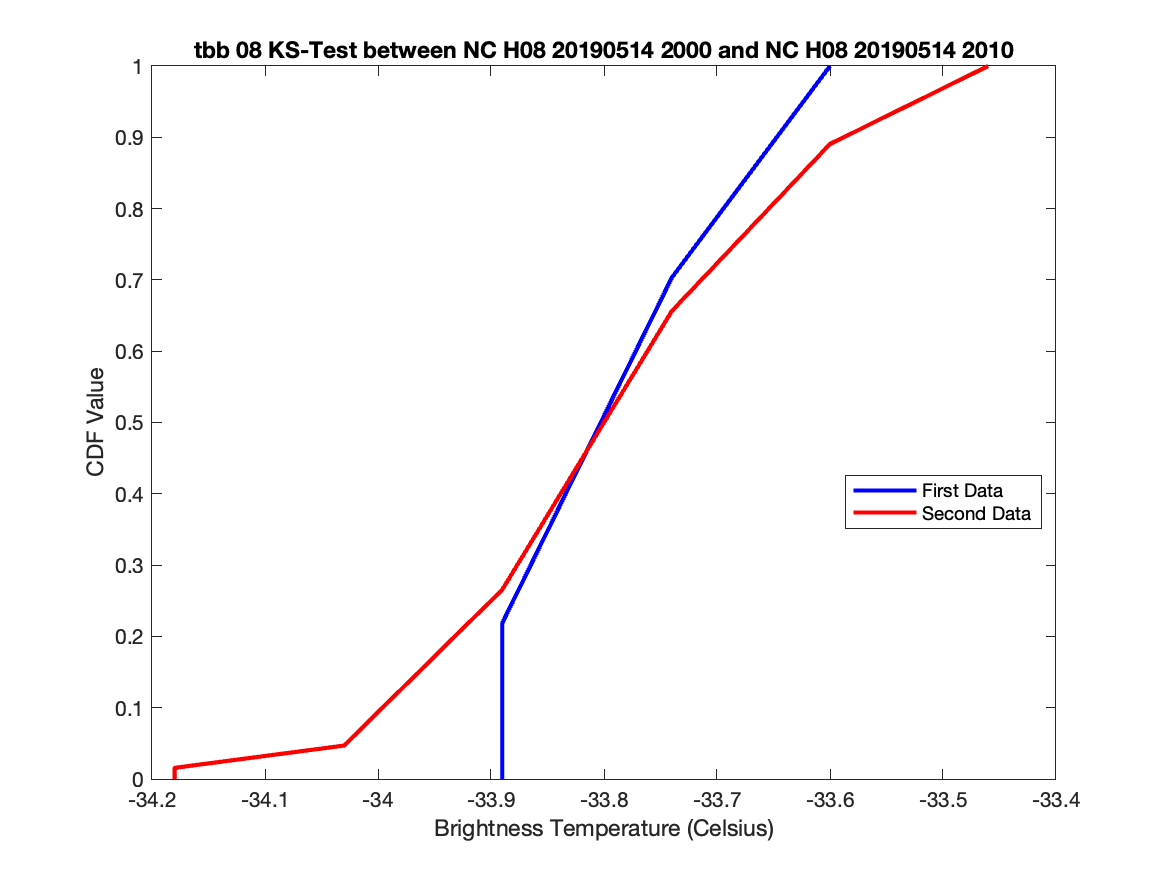 tbb 08 KS-Test between NC H08 20190514 2000 and NC H08 20190514 2010
1
0.9
0.8
0.7
0.6
0.5
0.4
0.3
0.2
0.1
0
CDF Value
First Data
Second Data
-34.2 -34.1 -34 -33.9 -33.8 -33.7 -33.6 -33.5 -33.4
Brightness Temperature (Celsius)